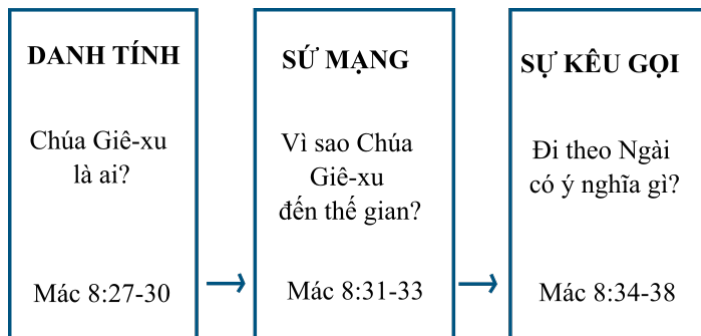 DANH TÍNH
Chúa Giê-xu
là ai?
Mác 8:27-30
SỨ MẠNG
Vì sao Chúa
Giê-xu
đến thế gian?
Mác 8:31-33
SỰ KÊU GỌI
Đi theo Ngài
có ý nghĩa gì?
Mác 8:34-38